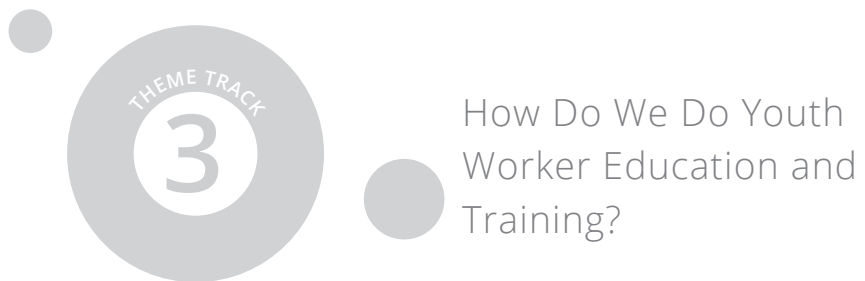 THEME TRACK
3
How Do We Do Youth
Worker Education and
Training?